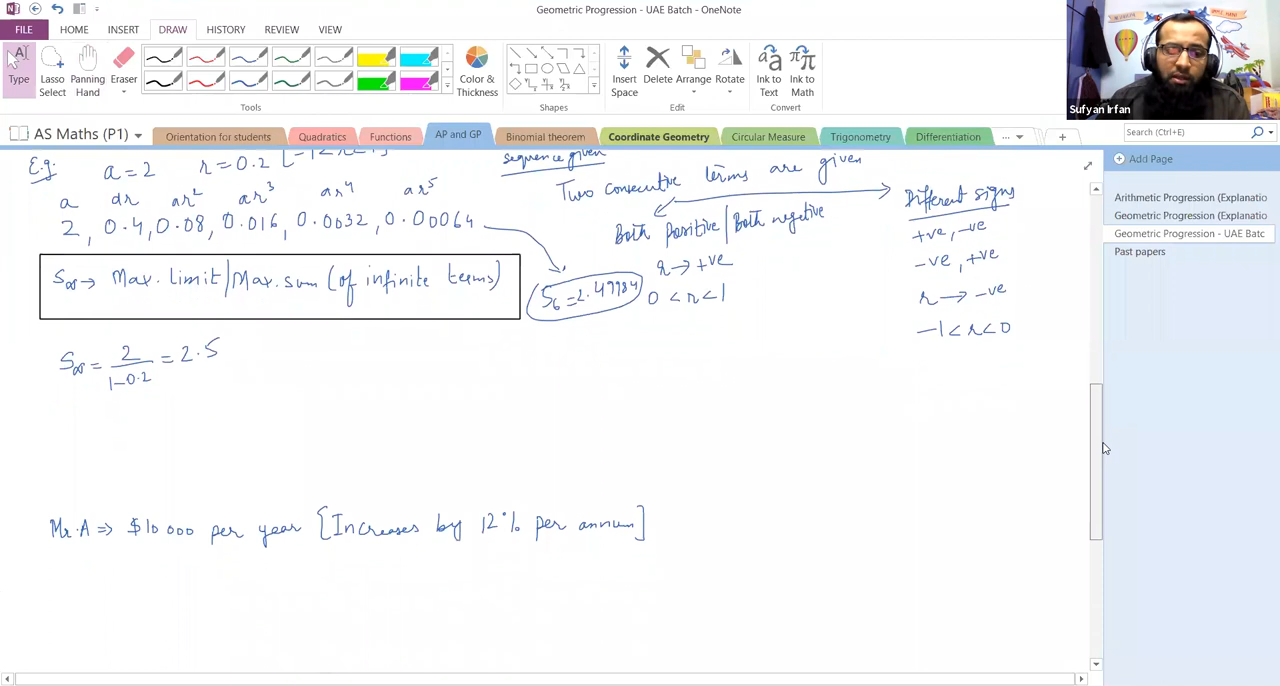 Geometric Progression - UAE Batch - OneNote
FILE HOME INSERT DRAW HISTORY REVIEW VIEW
Type Lasso Select Panning Hand Eraser Color & Thickness Insert Space Delete Arrange Rotate Ink to Text Ink to Math
Tools Shapes Edit Convert
Sufyan Irfan
AS Maths (P1) Orientation for students Quadratics Functions AP and GP Binomial theorem Coordinate Geometry Circular Measure Trigonometry Differentiation ... + Search (Ctrl+E)
Add Page
Arithmetic Progression (Explanatio
Geometric Progression (Explanatio
Geometric Progression - UAE Batc
Past papers
E.g: a = 2 r = 0.2 [-1 < r < 1]
sequence given
a ar ar² ar³ ar⁴ ar⁵
2, 0.4, 0.08, 0.016, 0.0032, 0.00064
S∞ → Max. limit/Max. sum (of infinite terms)
S₆ = 2.49984
S∞ = 2/(1-0.2) = 2.5
Two consecutive terms are given
Both positive/Both negative
r → +ve
0 < r < 1
Different signs
+ve, -ve
-ve, +ve
r → -ve
-1 < r < 0
Mr. A ⇒ $10 000 per year [Increases by 12% per annum]